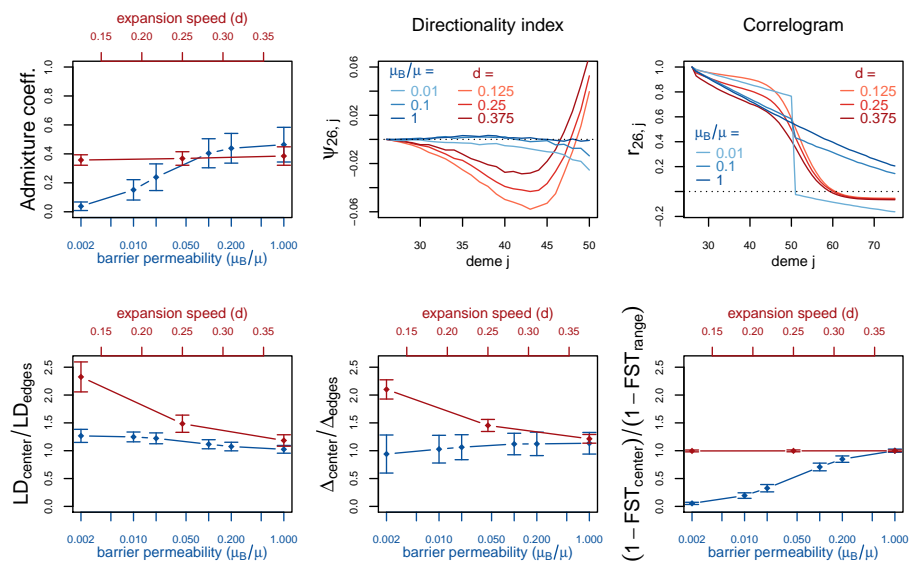 expansion speed (d)
0.15 0.20 0.25 0.30 0.35
Admixture coeff.
0.0 0.2 0.4 0.6 0.8 1.0
0.002 0.010 0.050 0.200 1.000
barrier permeability (μB/μ)
Directionality index
Ψ26, j
−0.06 −0.02 0.02 0.06
μB/μ =
0.01
0.1
1
d =
0.125
0.25
0.375
30 35 40 45 50
deme j
Correlogram
r26, j
−0.2 0.2 0.4 0.6 0.8 1.0
d =
0.125
0.25
0.375
μB/μ =
0.01
0.1
1
30 40 50 60 70
deme j
expansion speed (d)
0.15 0.20 0.25 0.30 0.35
LDcenter/LDedges
0.0 0.5 1.0 1.5 2.0 2.5
0.002 0.010 0.050 0.200 1.000
barrier permeability (μB/μ)
expansion speed (d)
0.15 0.20 0.25 0.30 0.35
Δcenter/Δedges
0.0 0.5 1.0 1.5 2.0 2.5
0.002 0.010 0.050 0.200 1.000
barrier permeability (μB/μ)
expansion speed (d)
0.15 0.20 0.25 0.30 0.35
(1−FSTcenter)/(1−FSTrange)
0.0 0.5 1.0 1.5 2.0 2.5
0.002 0.010 0.050 0.200 1.000
barrier permeability (μB/μ)